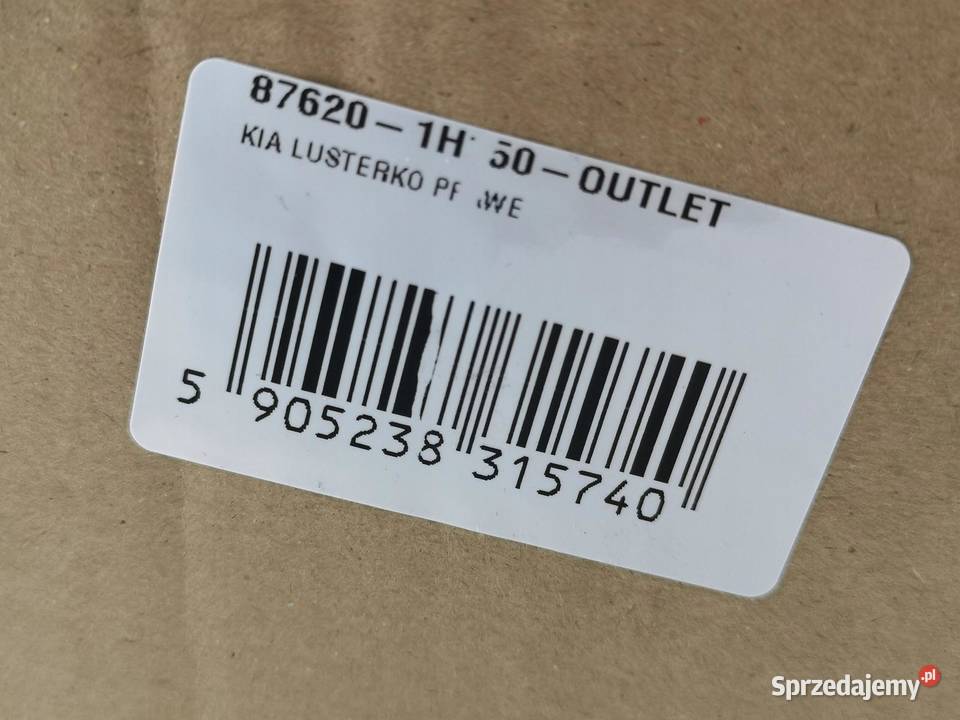 87620-1H 50-OUTLET
KIA LUSTERKO
5 905238 315740
Sprzedajemy.pl